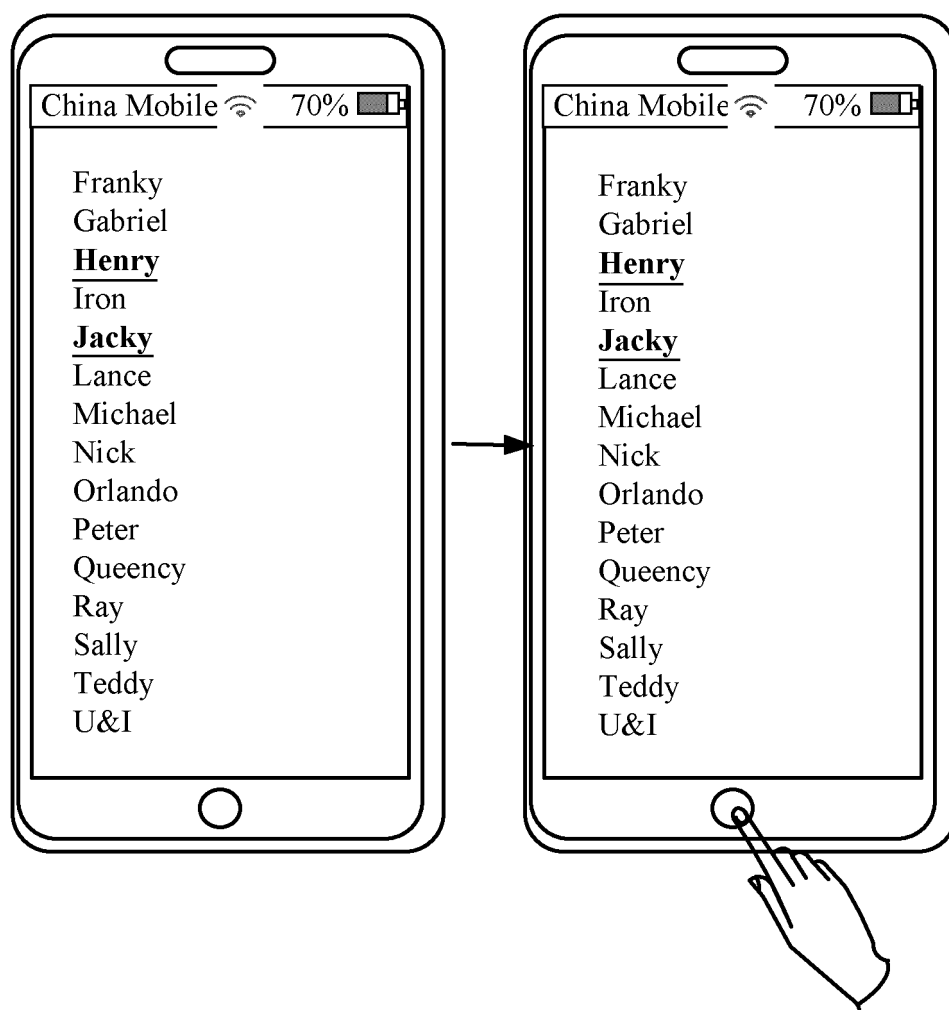 China Mobile 70%
Franky
Gabriel
Henry
Iron
Jacky
Lance
Michael
Nick
Orlando
Peter
Queency
Ray
Sally
Teddy
U&I
China Mobile 70%
Franky
Gabriel
Henry
Iron
Jacky
Lance
Michael
Nick
Orlando
Peter
Queency
Ray
Sally
Teddy
U&I